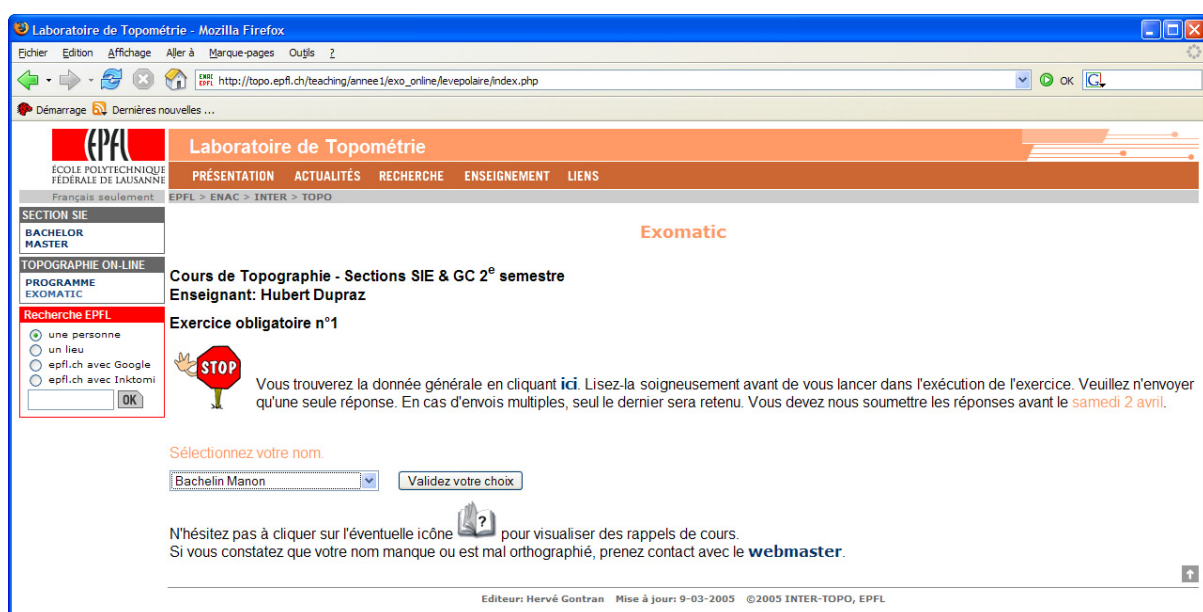 Laboratoire de Topométrie - Mozilla Firefox
Fichier Edition Affichage Aller à Marque-pages Outils ?
ENAC EPFL http://topo.epfl.ch/teaching/annee1/exo_online/levepolaire/index.php OK G
Démarrage Dernières nouvelles ...
EPFL
ÉCOLE POLYTECHNIQUE
FÉDÉRALE DE LAUSANNE
Laboratoire de Topométrie
PRÉSENTATION ACTUALITÉS RECHERCHE ENSEIGNEMENT LIENS
Français seulement EPFL > ENAC > INTER > TOPO
SECTION SIE
BACHELOR
MASTER
TOPOGRAPHIE ON-LINE
PROGRAMME
EXOMATIC
Recherche EPFL
une personne
un lieu
epfl.ch avec Google
epfl.ch avec Inktomi
OK
Exomatic
Cours de Topographie - Sections SIE & GC 2e semestre
Enseignant: Hubert Dupraz
Exercice obligatoire n°1
STOP
Vous trouverez la donnée générale en cliquant ici. Lisez-la soigneusement avant de vous lancer dans l'exécution de l'exercice. Veuillez n'envoyer
qu'une seule réponse. En cas d'envois multiples, seul le dernier sera retenu. Vous devez nous soumettre les réponses avant le samedi 2 avril.
Sélectionnez votre nom.
Bachelin Manon Validez votre choix
N'hésitez pas à cliquer sur l'éventuelle icône ? pour visualiser des rappels de cours.
Si vous constatez que votre nom manque ou est mal orthographié, prenez contact avec le webmaster.
Editeur: Hervé Gontran Mise à jour: 9-03-2005 ©2005 INTER-TOPO, EPFL